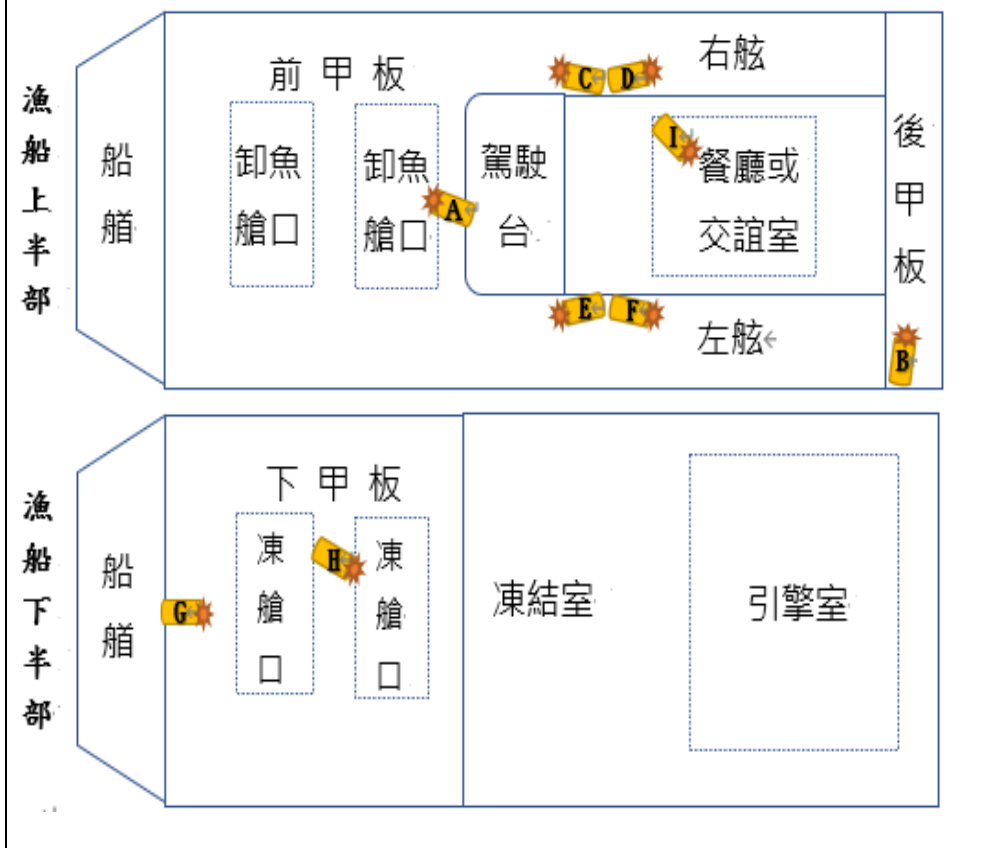 漁船上半部
船艏
前甲板
卸魚艙口
卸魚艙口
A
駕駛台
C
D
右舷
I
餐廳或
交誼室
E
F
左舷
後甲板
B
漁船下半部
船艏
G
下甲板
凍艙口
H
凍艙口
凍結室
引擎室